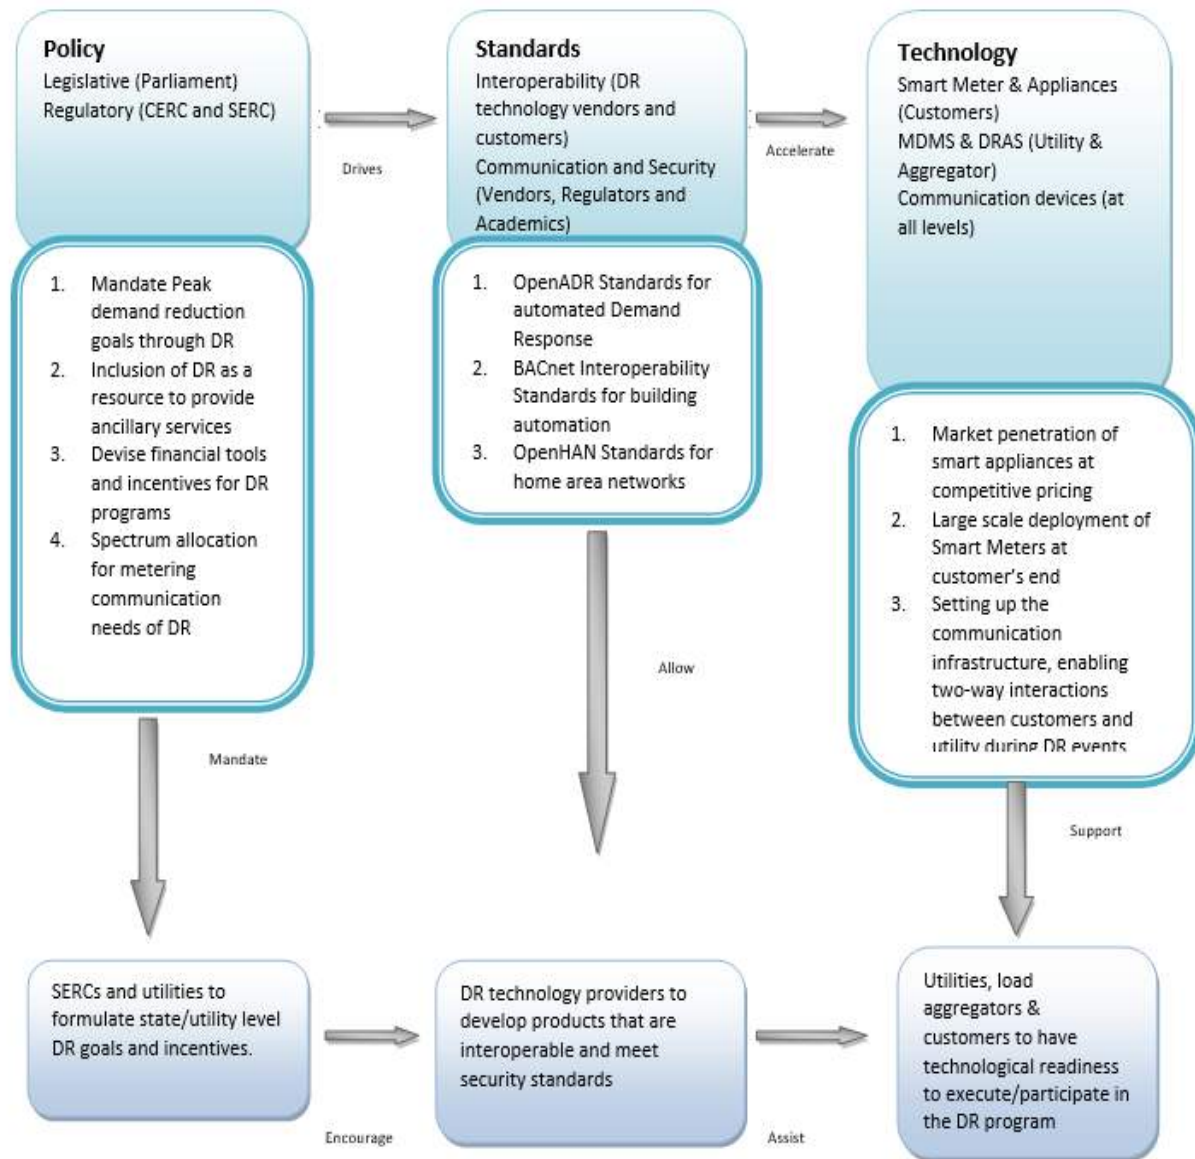 Policy
Legislative (Parliament)
Regulatory (CERC and SERC)
Drives
Standards
Interoperability (DR
technology vendors and
customers)
Communication and Security
(Vendors, Regulators and
Academics)
Accelerate
Technology
Smart Meter & Appliances
(Customers)
MDMS & DRAS (Utility &
Aggregator)
Communication devices (at
all levels)
1. Mandate Peak
demand reduction
goals through DR
2. Inclusion of DR as a
resource to provide
ancillary services
3. Devise financial tools
and incentives for DR
programs
4. Spectrum allocation
for metering
communication
needs of DR
1. OpenADR Standards for
automated Demand
Response
2. BACnet Interoperability
Standards for building
automation
3. OpenHAN Standards for
home area networks
1. Market penetration of
smart appliances at
competitive pricing
2. Large scale deployment of
Smart Meters at
customer's end
3. Setting up the
communication
infrastructure, enabling
two-way interactions
between customers and
utility during DR events
Mandate
Allow
Support
SERCs and utilities to
formulate state/utility level
DR goals and incentives.
Encourage
DR technology providers to
develop products that are
interoperable and meet
security standards
Assist
Utilities, load
aggregators &
customers to have
technological readiness
to execute/participate in
the DR program